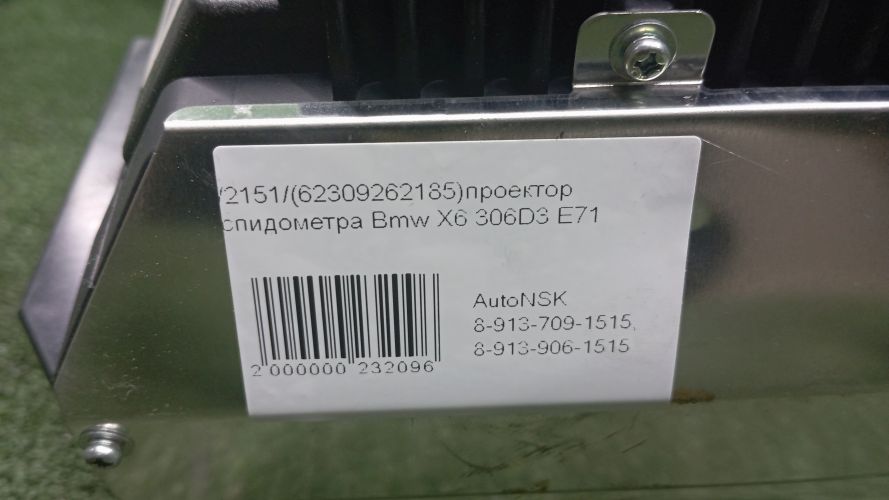 /2151/(62309262185)проектор
спидометра Bmw X6 306D3 E71
AutoNSK
8-913-709-1515,
8-913-906-1515
2 000000 232096